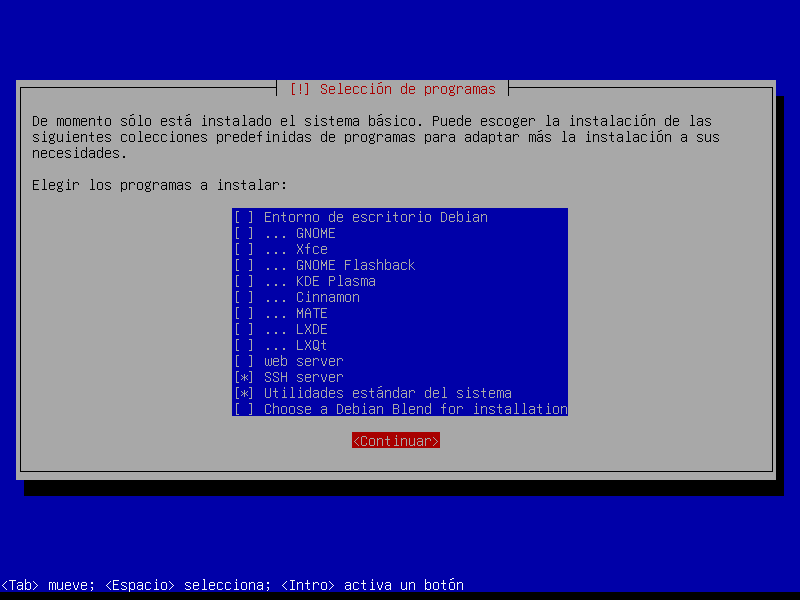 [!] Selección de programas
De momento sólo está instalado el sistema básico. Puede escoger la instalación de las
siguientes colecciones predefinidas de programas para adaptar más la instalación a sus
necesidades.
Elegir los programas a instalar:
[ ] Entorno de escritorio Debian
[ ] ... GNOME
[ ] ... Xfce
[ ] ... GNOME Flashback
[ ] ... KDE Plasma
[ ] ... Cinnamon
[ ] ... MATE
[ ] ... LXDE
[ ] ... LXQt
[ ] web server
[*] SSH server
[*] Utilidades estándar del sistema
[ ] Choose a Debian Blend for installation
<Continuar>
<Tab> mueve; <Espacio> selecciona; <Intro> activa un botón